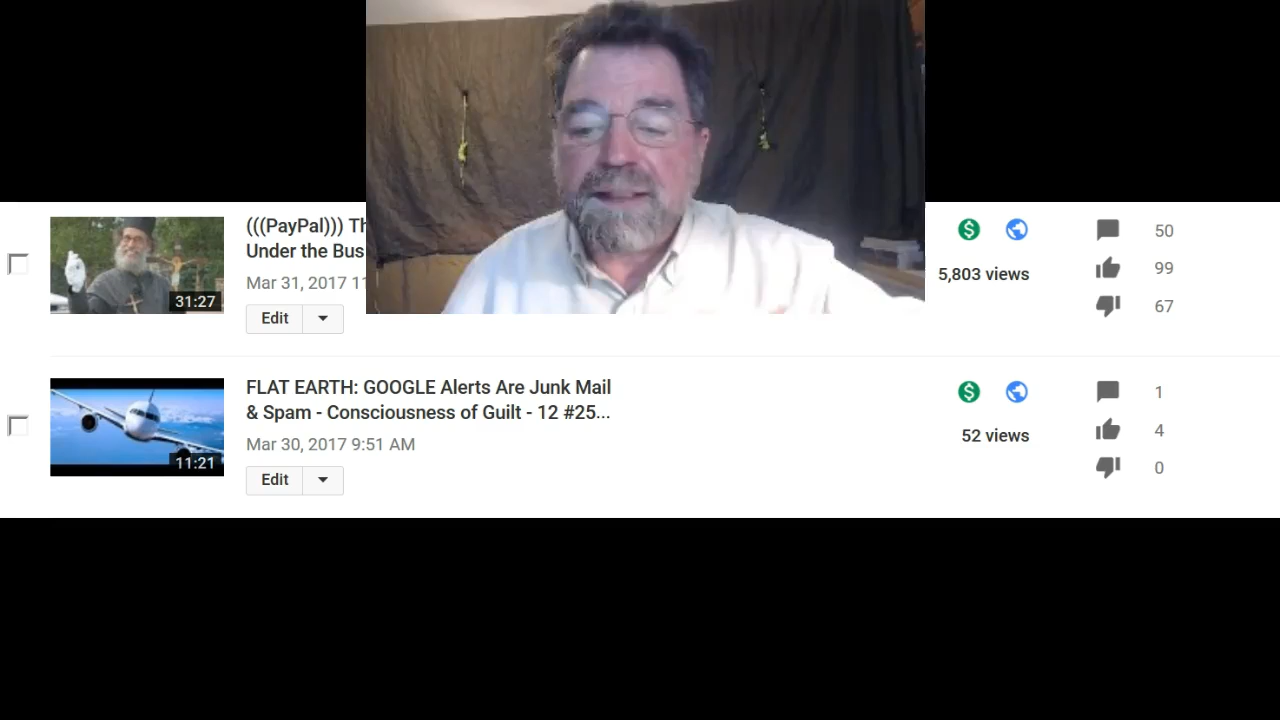 (((PayPal)))
Under the Bus
31:27
Mar 31, 2017
Edit
5,803 views
50
99
67
FLAT EARTH: GOOGLE Alerts Are Junk Mail
& Spam - Consciousness of Guilt - 12 #25...
11:21
Mar 30, 2017 9:51 AM
Edit
52 views
1
4
0